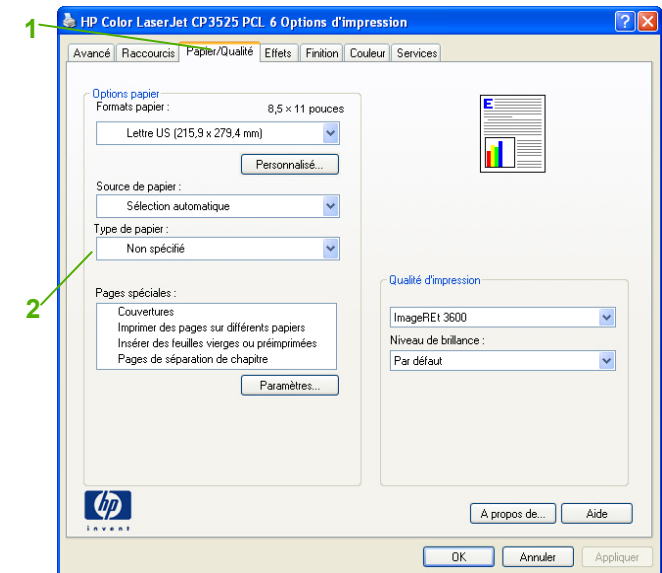 HP Color LaserJet CP3525 PCL 6 Options d'impression
1
Avancé Raccourcis Papier/Qualité Effets Finition Couleur Services
Options papier
Formats papier : 8,5 × 11 pouces
Lettre US (215,9 x 279,4 mm)
Personnalisé...
Source de papier :
Sélection automatique
Type de papier :
Non spécifié
2
Pages spéciales :
Couvertures
Imprimer des pages sur différents papiers
Insérer des feuilles vierges ou préimprimées
Pages de séparation de chapitre
Paramètres...
E
Qualité d'impression
ImageREt 3600
Niveau de brillance :
Par défaut
hp
invent
A propos de... Aide
OK Annuler Appliquer